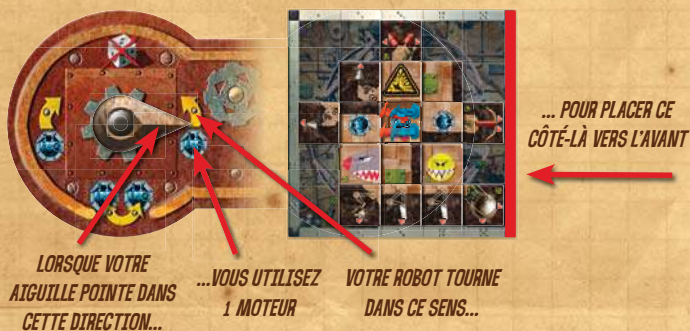 ... POUR PLACER CE
CÔTÉ-LÀ VERS L'AVANT
LORSQUE VOTRE
AIGUILLE POINTE DANS
CETTE DIRECTION...
...VOUS UTILISEZ
1 MOTEUR
VOTRE ROBOT TOURNE
DANS CE SENS...